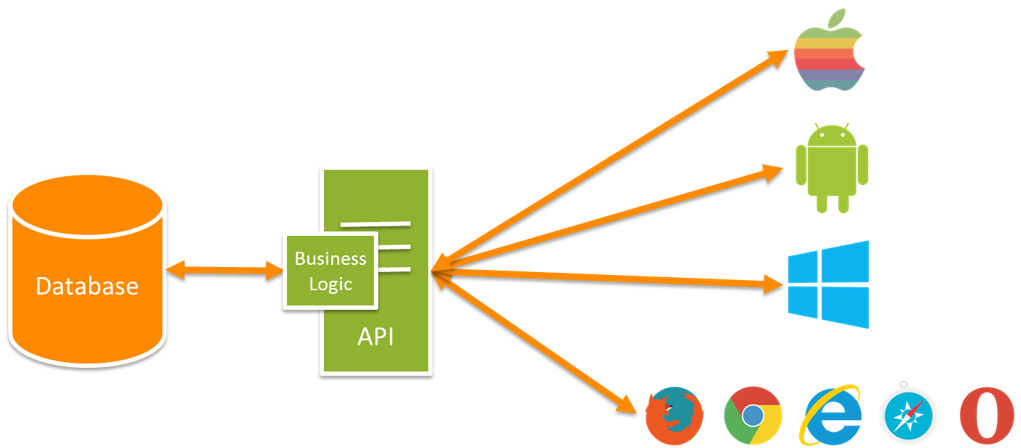 Database
Business
Logic
API